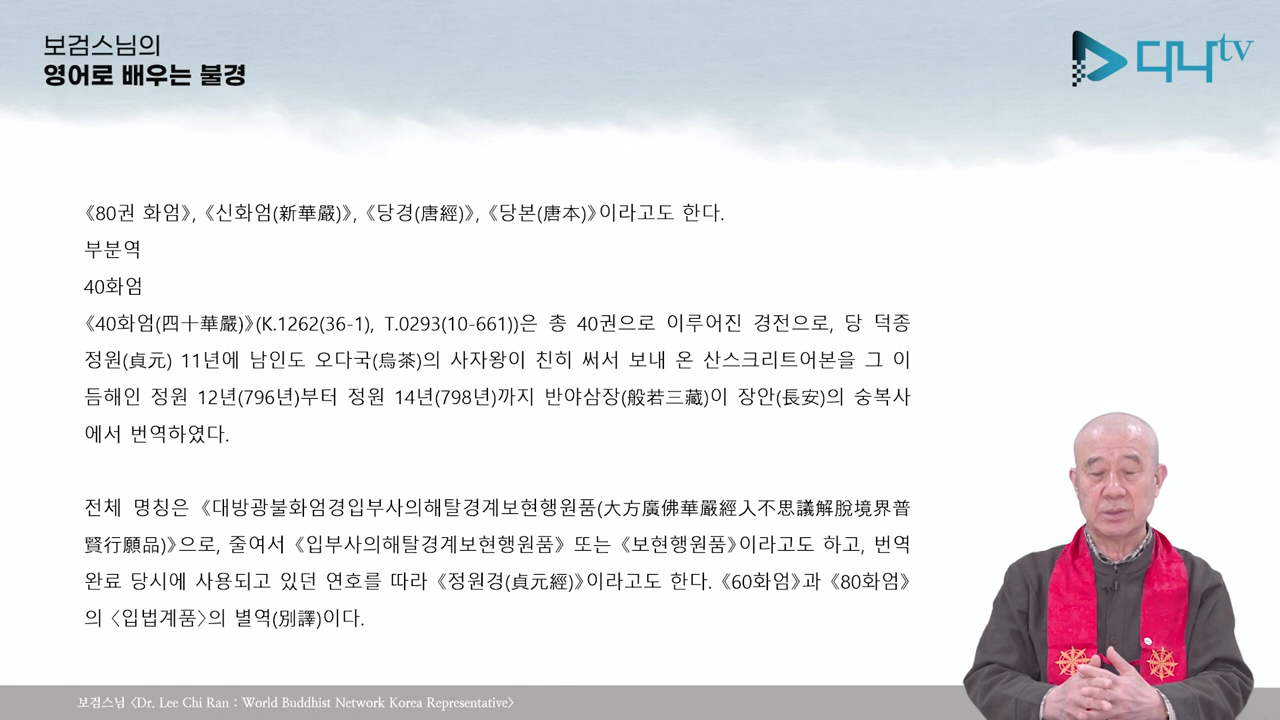 보검스님의
영어로 배우는 불경
디나tv
《80권 화엄》, 《신화엄(新華嚴)》, 《당경(唐經)》, 《당본(唐本)》이라고도 한다.
부분역
40화엄
《40화엄(四十華嚴)》(K.1262(36-1), T.0293(10-661))은 총 40권으로 이루어진 경전으로, 당 덕종
정원(貞元) 11년에 남인도 오다국(烏茶)의 사자왕이 친히 써서 보내 온 산스크리트어본을 그 이
듬해인 정원 12년(796년)부터 정원 14년(798년)까지 반야삼장(般若三藏)이 장안(長安)의 숭복사
에서 번역하였다.
전체 명칭은 《대방광불화엄경입부사의해탈경계보현행원품(大方廣佛華嚴經入不思議解脫境界普
賢行願品)》으로, 줄여서 《입부사의해탈경계보현행원품》 또는 《보현행원품》이라고도 하고, 번역
완료 당시에 사용되고 있던 연호를 따라 《정원경(貞元經)》이라고도 한다. 《60화엄》과 《80화엄》
의 〈입법계품〉의 별역(別譯)이다.
보검스님 〈Dr. Lee Chi Ran : World Buddhist Network Korea Representative〉